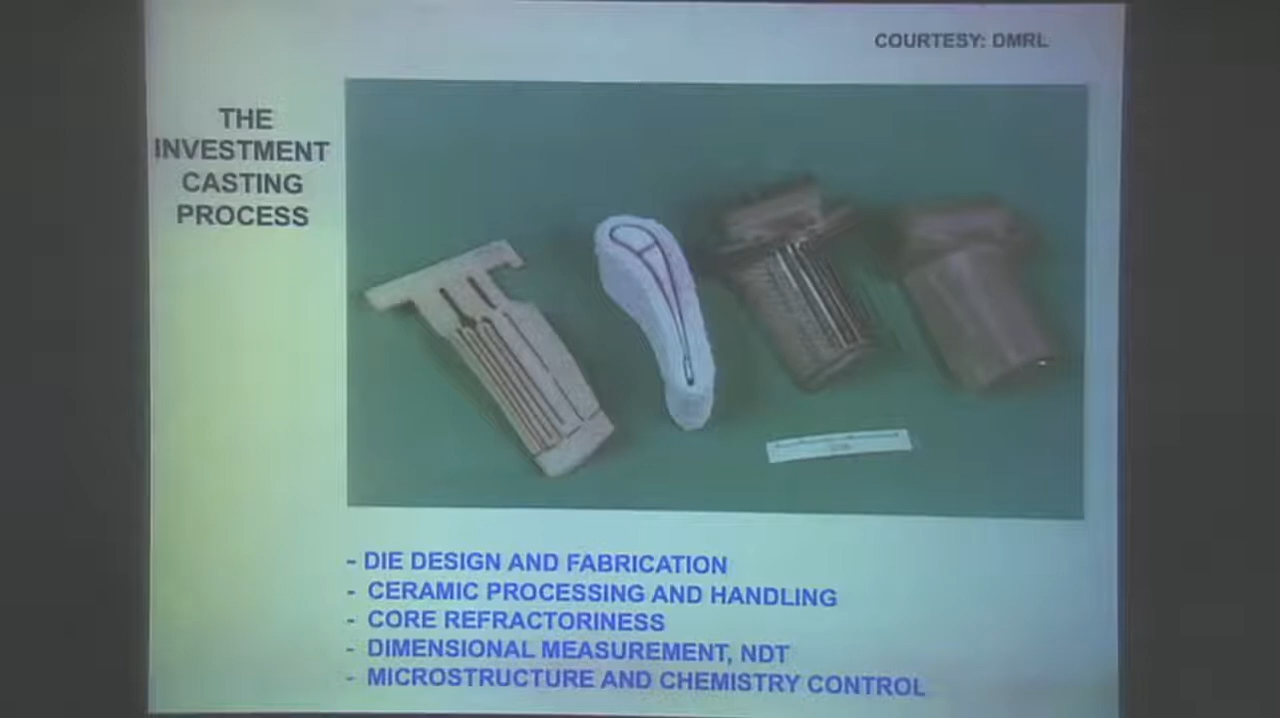 COURTESY: DMRL
THE
INVESTMENT
CASTING
PROCESS
- DIE DESIGN AND FABRICATION
- CERAMIC PROCESSING AND HANDLING
- CORE REFRACTORINESS
- DIMENSIONAL MEASUREMENT, NDT
- MICROSTRUCTURE AND CHEMISTRY CONTROL